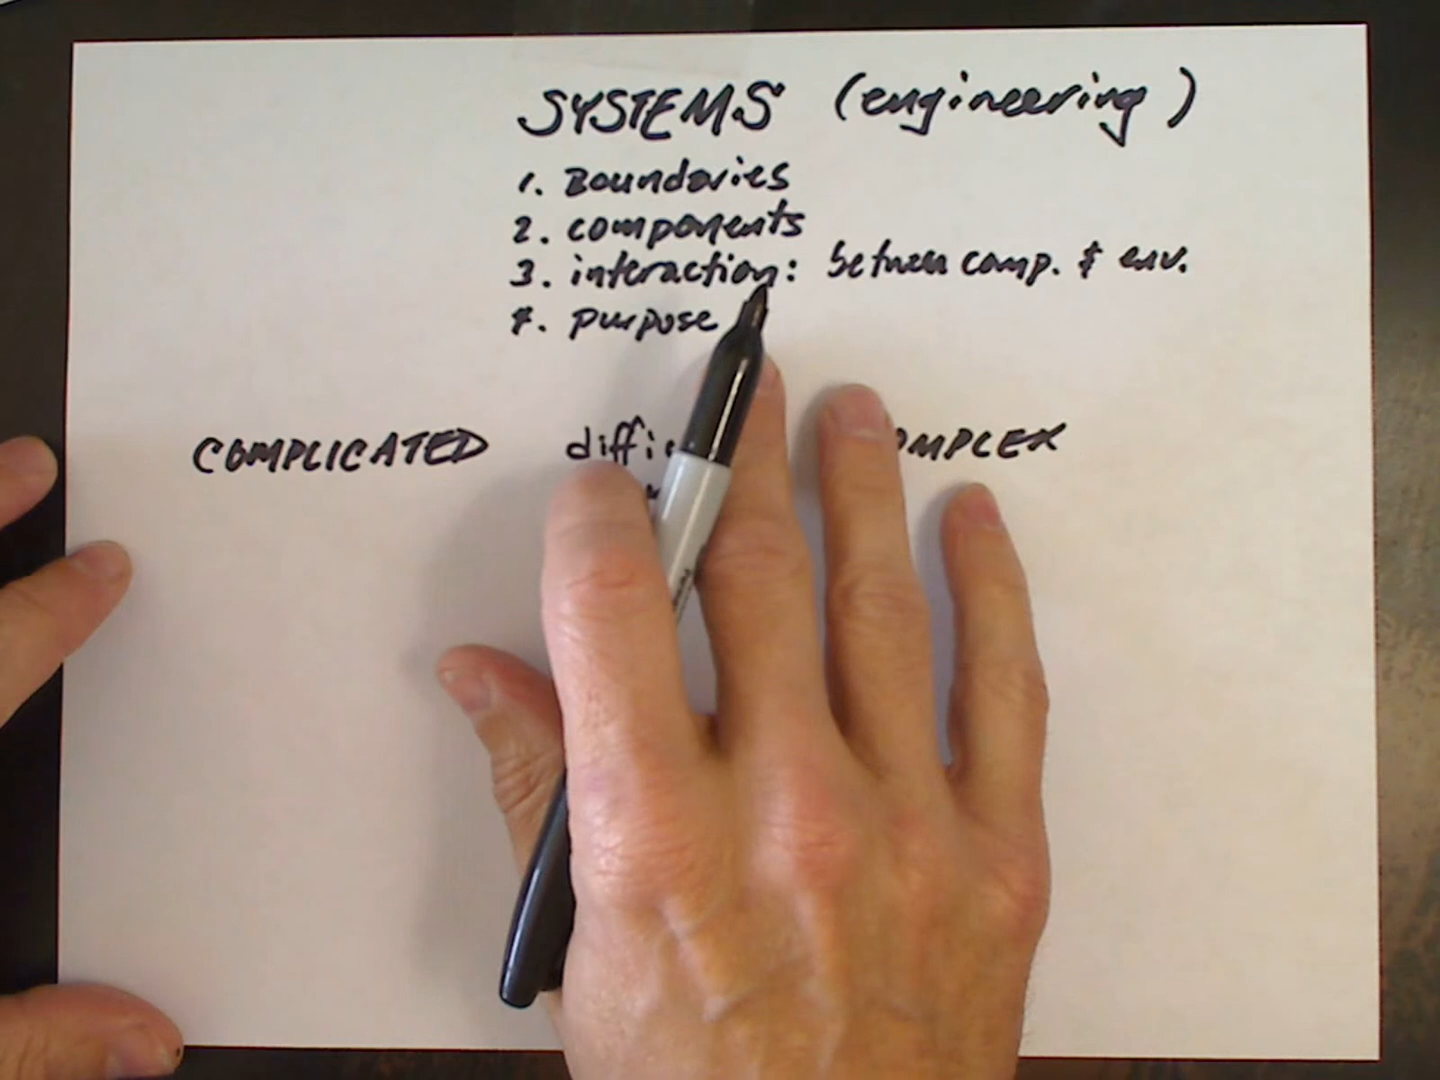 SYSTEMS (engineering)
1. Boundaries
2. components
3. interaction: between comp. & env.
4. purpose
COMPLICATED